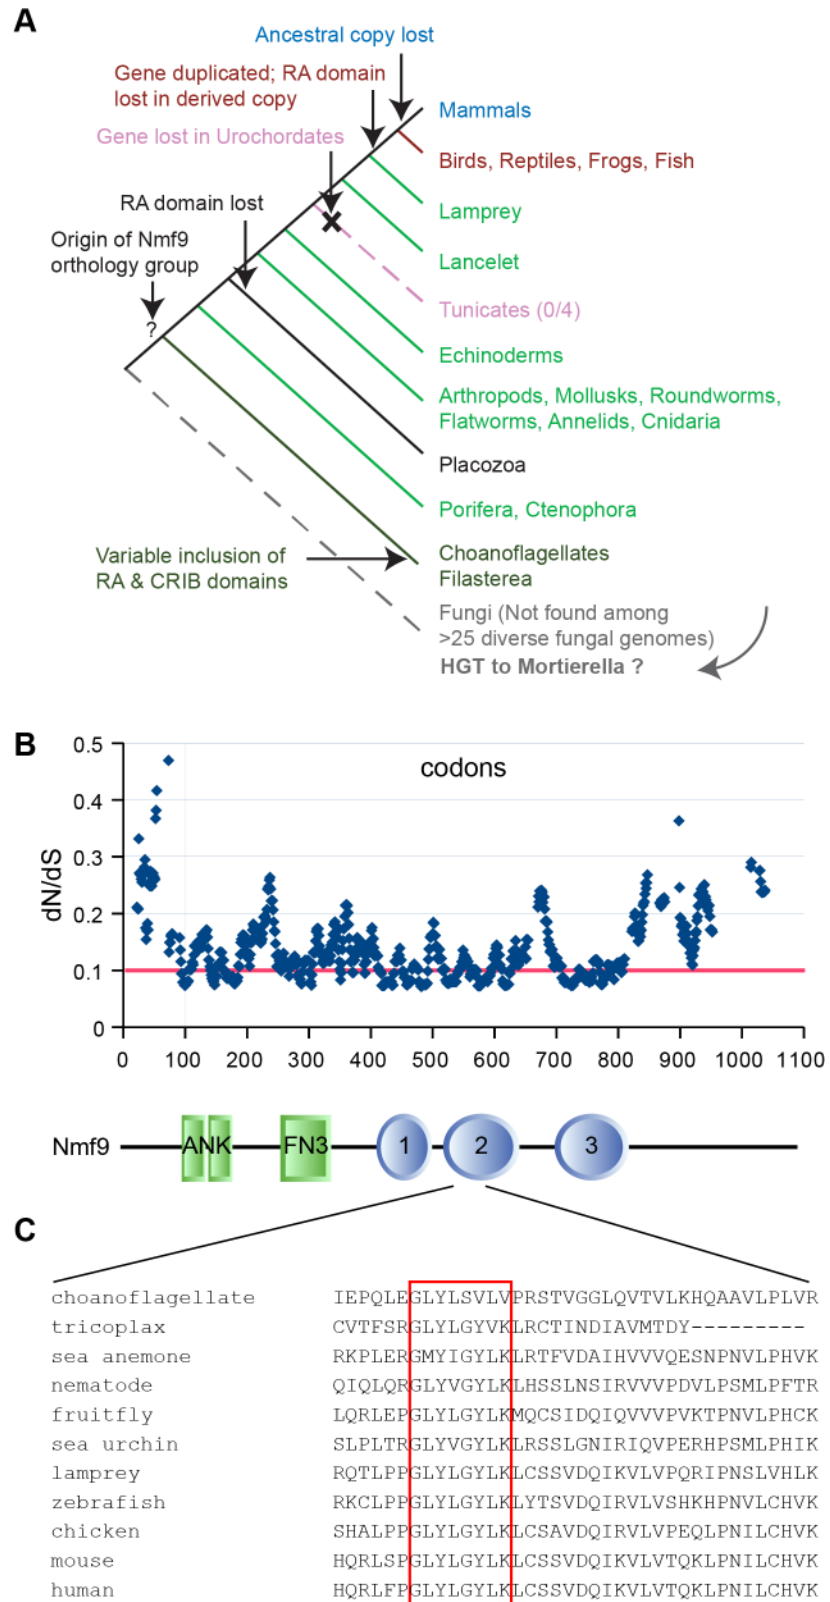 A
Ancestral copy lost
Gene duplicated; RA domain
lost in derived copy
Mammals
Gene lost in Urochordates
Birds, Reptiles, Frogs, Fish
RA domain lost
Lamprey
Origin of Nmf9
orthology group
Lancelet
?
Tunicates (0/4)
Echinoderms
Arthropods, Mollusks, Roundworms,
Flatworms, Annelids, Cnidaria
Placozoa
Porifera, Ctenophora
Variable inclusion of
RA & CRIB domains
Choanoflagellates
Filasterea
Fungi (Not found among
>25 diverse fungal genomes)
HGT to Mortierella ?
B
codons
dN/dS
0.5
0.4
0.3
0.2
0.1
0
0 100 200 300 400 500 600 700 800 900 1000 1100
Nmf9 ANK FN3 1 2 3
C
choanoflagellate IEPQLEGLYLSVLVPRSTVGGLQVTVLKHQAAVLPLVR
tricoplax CVTFSRGLYLGYVKLRCTINDIAVMTDY---------
sea anemone RKPLERGMYIGYLKLRTFVDAIHVVVQESNPNVLPHVK
nematode QIQLQRGLYVGYLKLHSSLNSIRVVVPDVLPSMLPFTR
fruitfly LQRLEPGLYLGYLKMQCSIDQIQVVVPVKTPNVLPHCK
sea urchin SLPLTRGLYVGYLKLRSSLGNIRIQVPERHPSMLPHIK
lamprey RQTLPPGLYLGYLKLCSSVDQIKVLVPQRIPNSLVHLK
zebrafish RKCLPPGLYLGYLKLYTSVDQIRVLVSHKHPNVLCHVK
chicken SHALPPGLYLGYLKLCSAVDQIRVLVPEQLPNILCHVK
mouse HQRLSPGLYLGYLKLCSSVDQIKVLVTQKLPNILCHVK
human HQRLFPGLYLGYLKLCSSVDQIKVLVTQKLPNILCHVK